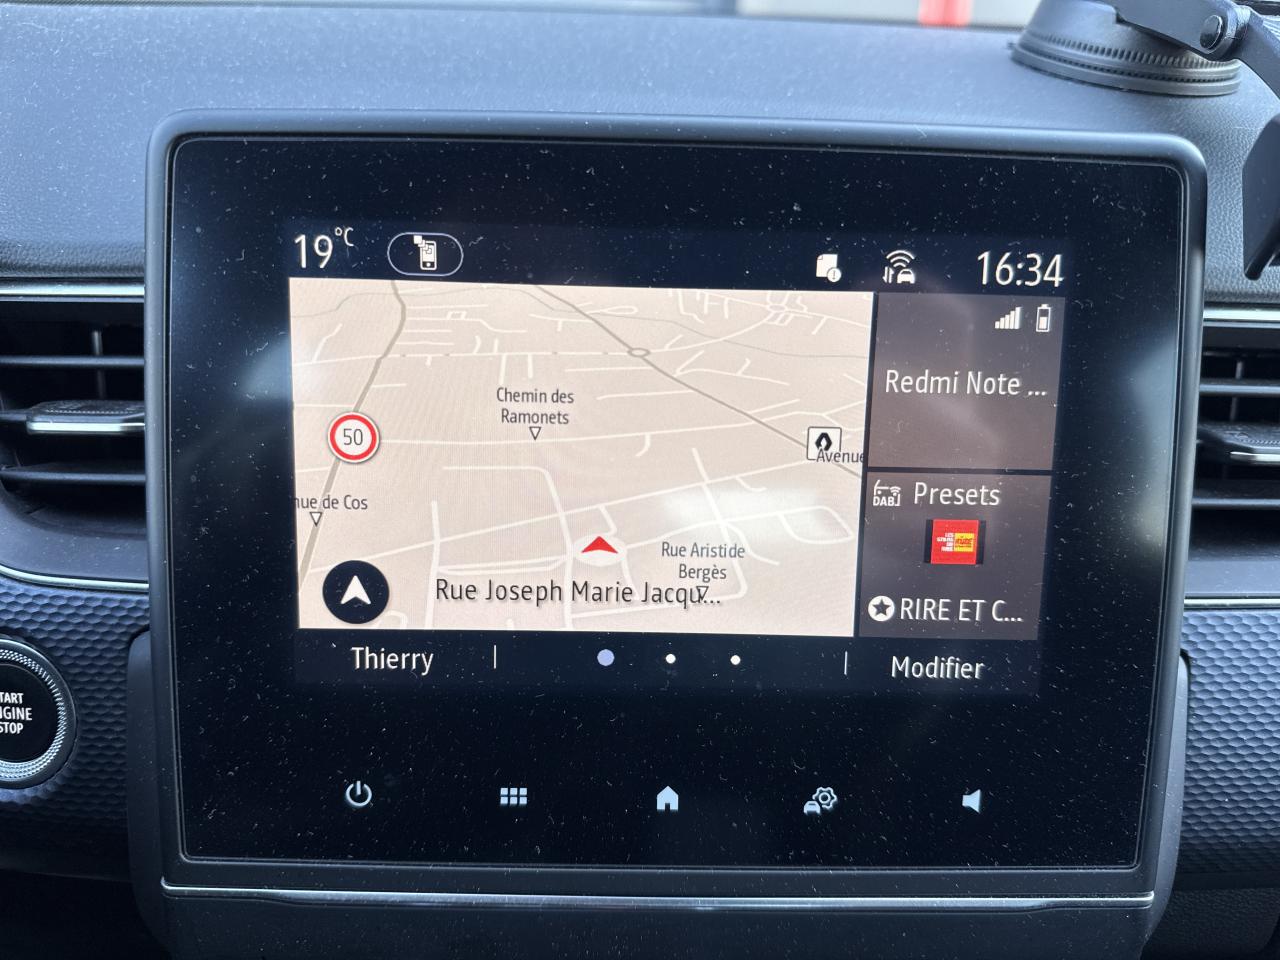 19°C
16:34
Redmi Note ...
Chemin des
Ramonets
50
Avenue
nue de Cos
Rue Aristide
Bergès
Rue Joseph Marie Jacqu...
DAB
Presets
RIRE ET C...
Thierry
Modifier
START
ENGINE
STOP